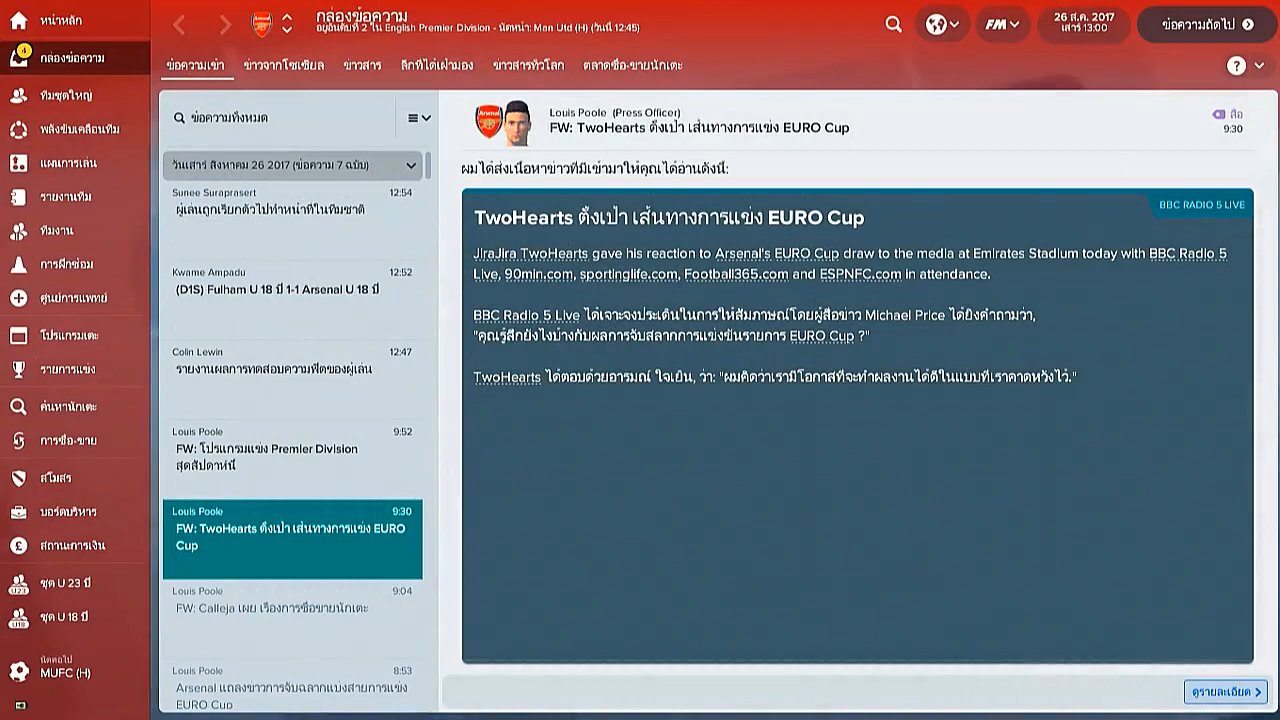 หน้าหลัก
4
กล่องข้อความ
ทีมชุดใหญ่
พลังขับเคลื่อนทีม
แผนการเล่น
รายงานทีม
ทีมงาน
การฝึกซ้อม
ศูนย์การแพทย์
โปรแกรมเตะ
รายการแข่ง
ค้นหานักเตะ
การซื้อ-ขาย
สโมสร
บอร์ดบริหาร
สถานะการเงิน
ชุด U 23 ปี
ชุด U 18 ปี
นัดต่อไป
MUFC (H)
กล่องข้อความ
อยู่อันดับที่ 2 ใน English Premier Division - นัดหน้า: Man Utd (H) (วันนี้ 12:45)
FM
26 ส.ค. 2017
เสาร์ 13:00
ข้อความถัดไป
ข้อความเข้า ข่าวจากโซเชียล ข่าวสาร ลีกที่ได้เฝ้ามอง ข่าวสารทั่วโลก ตลาดซื้อ-ขายนักเตะ
?
ข้อความทั้งหมด
วันเสาร์ สิงหาคม 26 2017 (ข้อความ 7 ฉบับ)
Sunee Suraprasert 12:54
ผู้เล่นถูกเรียกตัวไปทำหน้าที่ในทีมชาติ
Kwame Ampadu 12:52
(D1S) Fulham U 18 ปี 1-1 Arsenal U 18 ปี
Colin Lewin 12:47
รายงานผลการทดสอบความฟิตของผู้เล่น
Louis Poole 9:52
FW: โปรแกรมแข่ง Premier Division
สุดสัปดาห์นี้
Louis Poole 9:30
FW: TwoHearts ตั้งเป้า เส้นทางการแข่ง EURO
Cup
Louis Poole 9:04
FW: Calleja เผย เรื่องการซื้อขายนักเตะ
Louis Poole 8:53
Arsenal แถลงข่าวการจับฉลากแบ่งสายการแข่ง
EURO Cup
Louis Poole (Press Officer)
FW: TwoHearts ตั้งเป้า เส้นทางการแข่ง EURO Cup
สื่อ
9:30
ผมได้ส่งเนื้อหาข่าวที่มีเข้ามาให้คุณได้อ่านดังนี้:
TwoHearts ตั้งเป้า เส้นทางการแข่ง EURO Cup
BBC RADIO 5 LIVE
JiraJira TwoHearts gave his reaction to Arsenal's EURO Cup draw to the media at Emirates Stadium today with BBC Radio 5
Live, 90min.com, sportinglife.com, Football365.com and ESPNFC.com in attendance.
BBC Radio 5 Live ได้เจาะจงประเด็นในการให้สัมภาษณ์โดยผู้สื่อข่าว Michael Price ได้ยิงคำถามว่า,
"คุณรู้สึกยังไงบ้างกับผลการจับสลากการแข่งขันรายการ EURO Cup ?"
TwoHearts ได้ตอบด้วยอารมณ์ ใจเย็น, ว่า: "ผมคิดว่าเรามีโอกาสที่จะทำผลงานได้ดีในแบบที่เราคาดหวังไว้."
ดูรายละเอียด